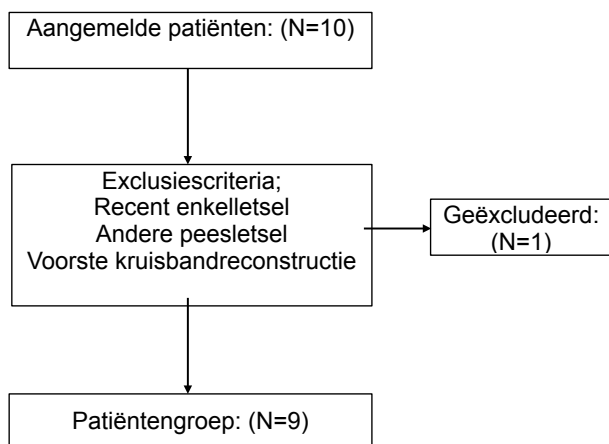 Aangemelde patiënten: (N=10)
Exclusiescriteria;
Recent enkelletsel
Andere peesletsel
Voorste kruisbandreconstructie
Geëxcludeerd:
(N=1)
Patiëntengroep: (N=9)